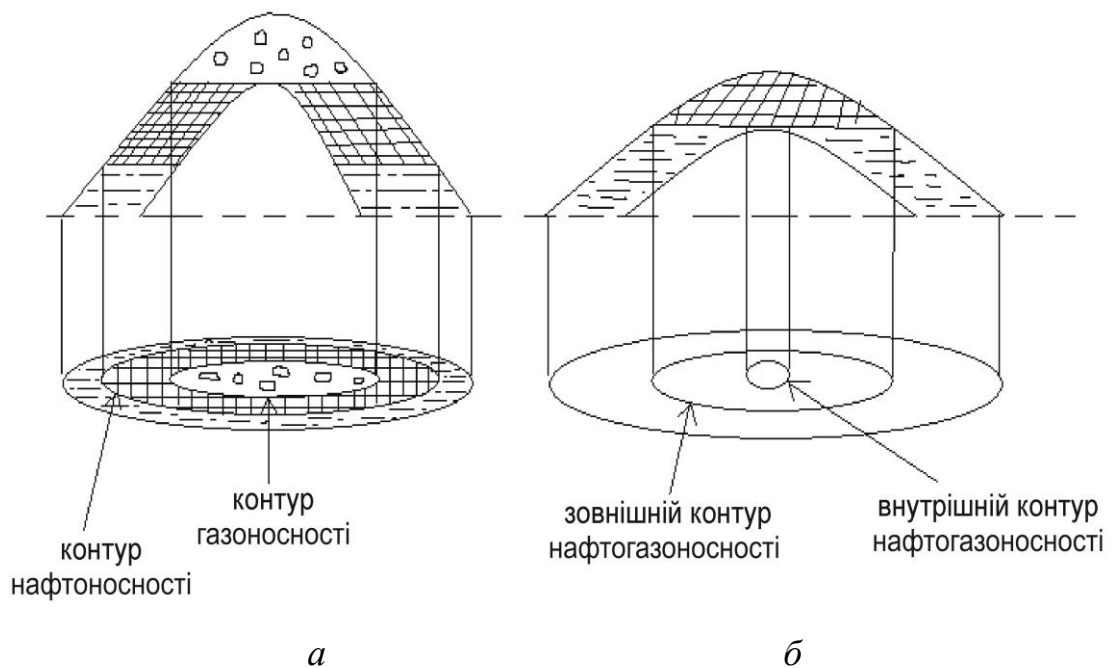 контур
нафтоносності
контур
газоносності
зовнішній контур
нафтогазоносності
внутрішній контур
нафтогазоносності
а
б